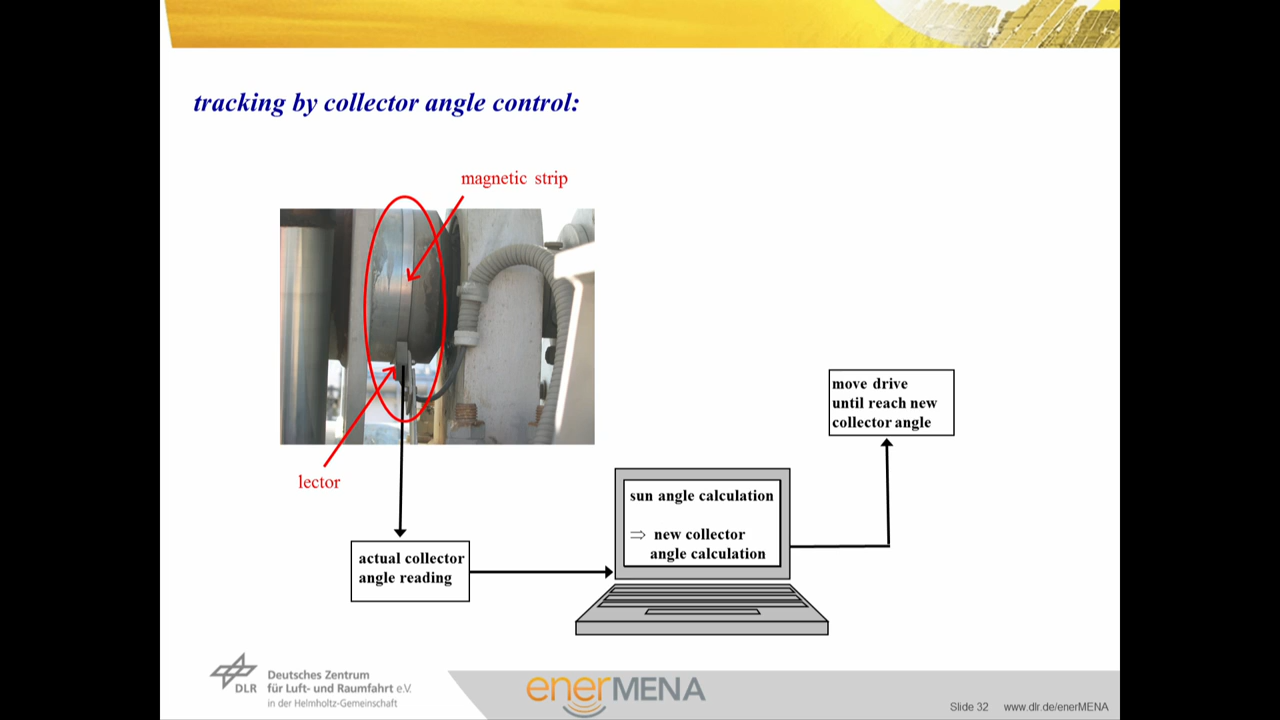 tracking by collector angle control:
magnetic strip
lector
move drive
until reach new
collector angle
sun angle calculation
⇒ new collector
angle calculation
actual collector
angle reading
DLR
Deutsches Zentrum
für Luft- und Raumfahrt e.V.
in der Helmholtz-Gemeinschaft
enerMENA
Slide 32 www.dlr.de/enerMENA